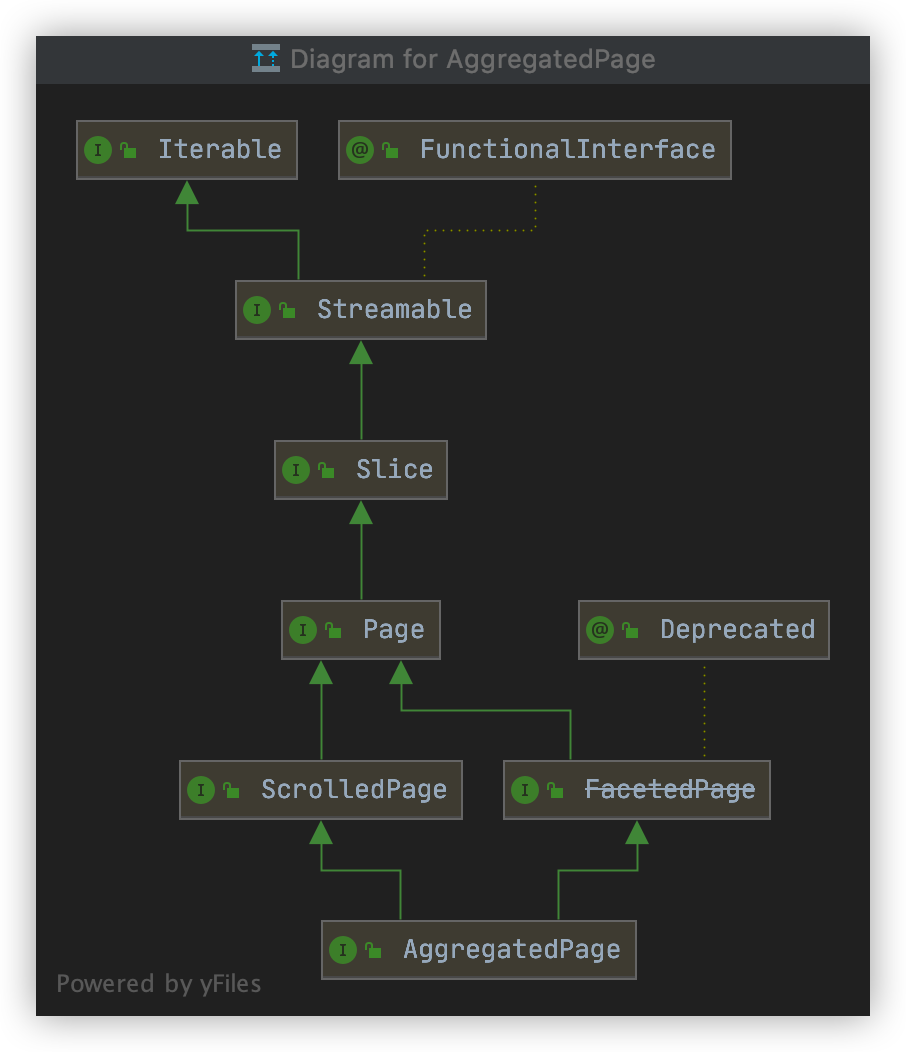 Diagram for AggregatedPage
I Iterable
@ FunctionalInterface
I Streamable
I Slice
I Page
@ Deprecated
I ScrolledPage
I FacetedPage
I AggregatedPage
Powered by yFiles